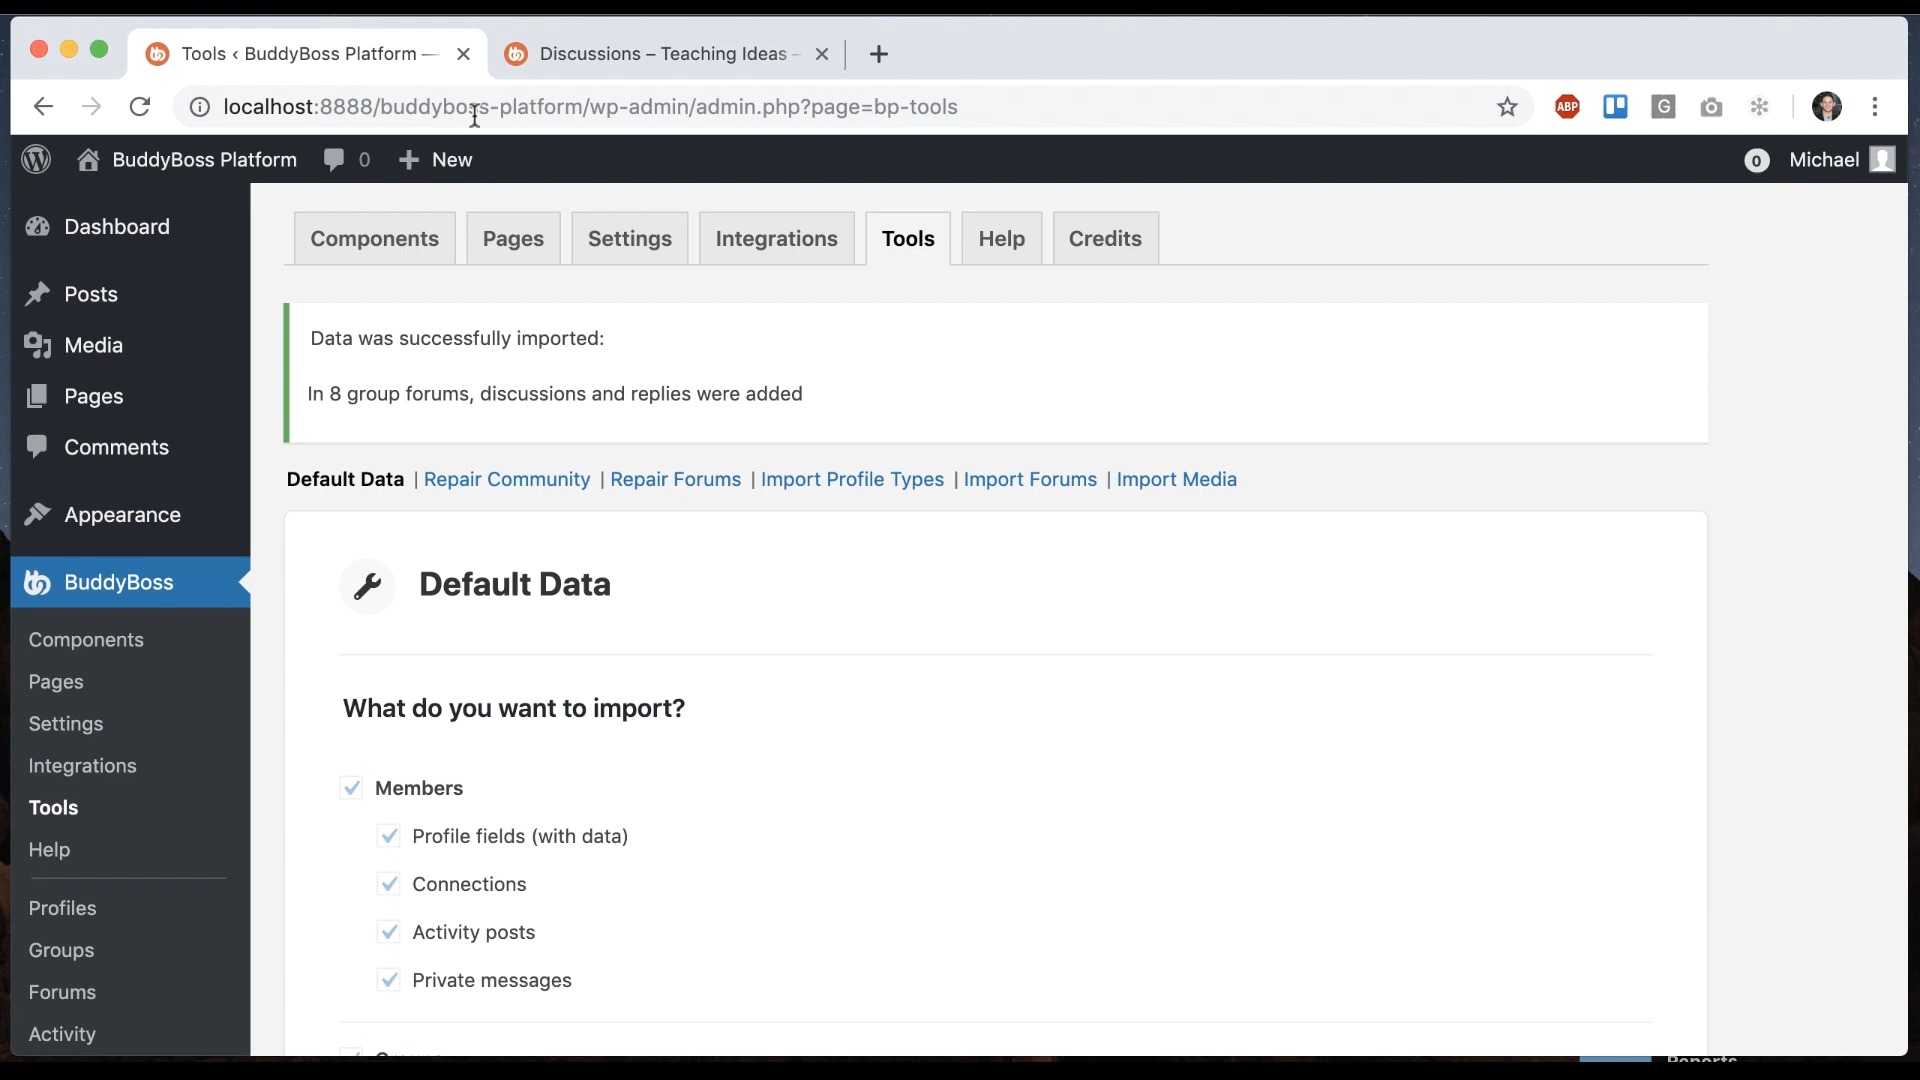 Tools ‹ BuddyBoss Platform —
Discussions – Teaching Ideas –
localhost:8888/buddyboss-platform/wp-admin/admin.php?page=bp-tools
ABP
G
BuddyBoss Platform
0
New
0
Michael
Dashboard
Posts
Media
Pages
Comments
Appearance
BuddyBoss
Components
Pages
Settings
Integrations
Tools
Help
Profiles
Groups
Forums
Activity
Components
Pages
Settings
Integrations
Tools
Help
Credits
Data was successfully imported:
In 8 group forums, discussions and replies were added
Default Data | Repair Community | Repair Forums | Import Profile Types | Import Forums | Import Media
Default Data
What do you want to import?
Members
Profile fields (with data)
Connections
Activity posts
Private messages